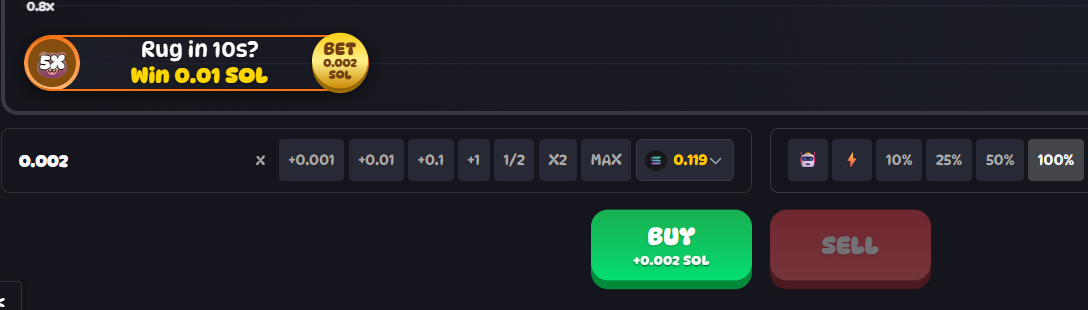 0.8x
5X
Rug in 10s?
Win 0.01 SOL
BET
0.002
SOL
0.002
X
+0.001
+0.01
+0.1
+1
1/2
X2
MAX
0.119
10%
25%
50%
100%
BUY
+0.002 SOL
SELL